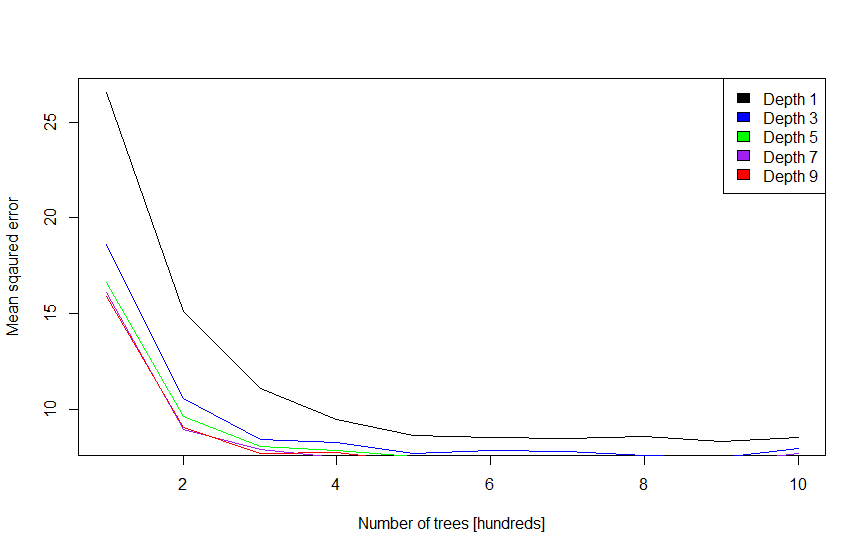 Depth 1
Depth 3
Depth 5
Depth 7
Depth 9
25
20
15
10
Mean sqaured error
2 4 6 8 10
Number of trees [hundreds]